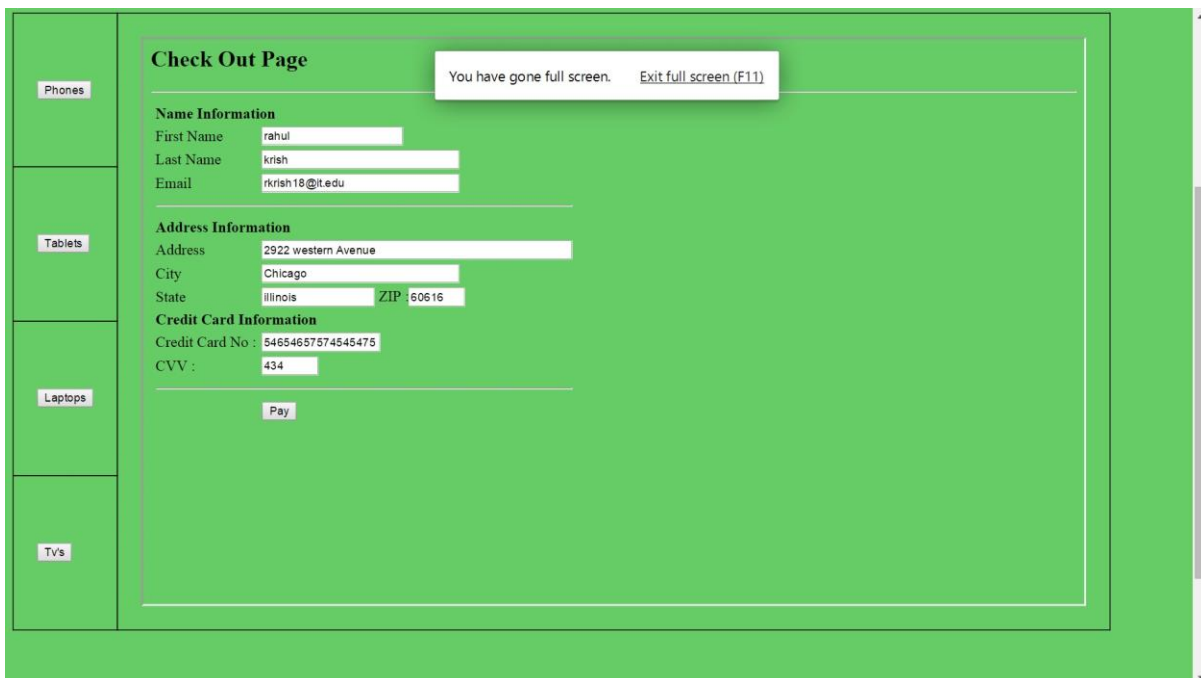 Check Out Page
You have gone full screen. Exit full screen (F11)
Phones
Name Information
First Name rahul
Last Name krish
Email rkrish18@it.edu
Tablets
Address Information
Address 2922 western Avenue
City Chicago
State illinois ZIP : 60616
Credit Card Information
Credit Card No : 54654657574545475
CVV : 434
Laptops
Pay
Tv's